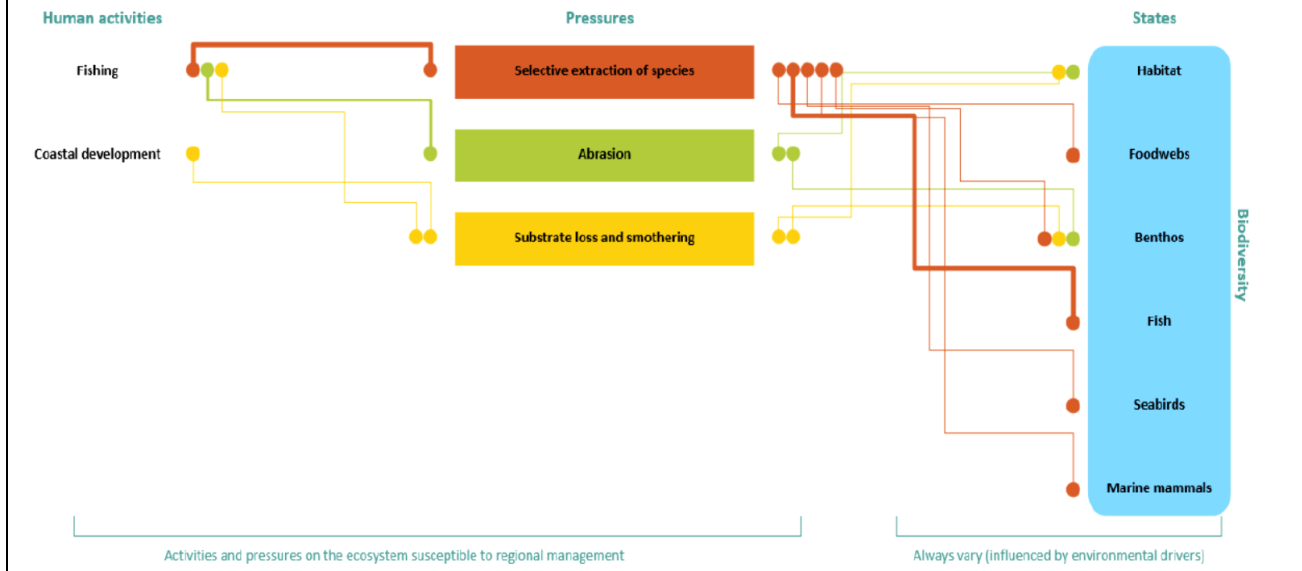 Human activities
Pressures
States
Fishing
Selective extraction of species
Habitat
Coastal development
Abrasion
Foodwebs
Substrate loss and smothering
Benthos
Biodiversity
Fish
Seabirds
Marine mammals
Activities and pressures on the ecosystem susceptible to regional management
Always vary (influenced by environmental drivers)